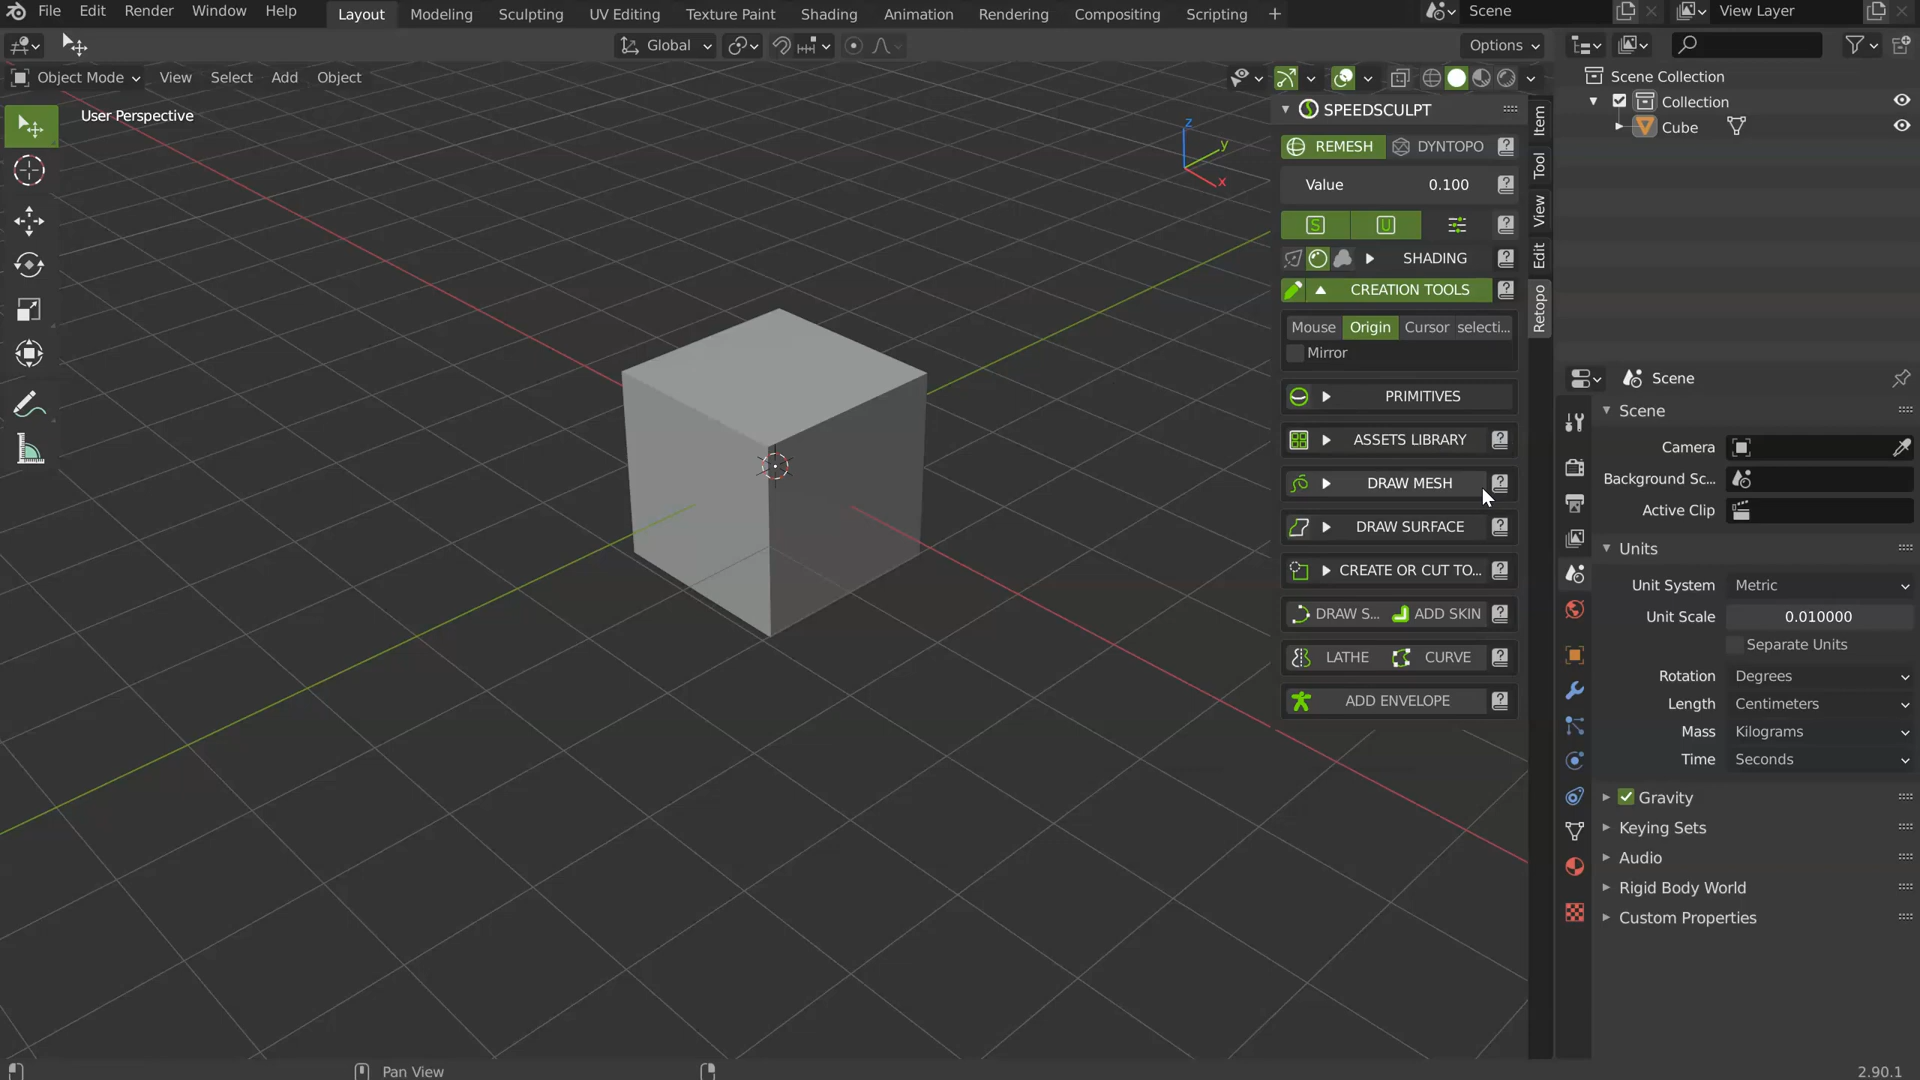 File Edit Render Window Help Layout Modeling Sculpting UV Editing Texture Paint Shading Animation Rendering Compositing Scripting + Scene View Layer
Global Options
Object Mode View Select Add Object
User Perspective
z
y
x
SPEEDSCULPT
REMESH DYNTOPO
Value 0.100
S U
SHADING
CREATION TOOLS
Mouse Origin Cursor selecti...
Mirror
PRIMITIVES
ASSETS LIBRARY
DRAW MESH
DRAW SURFACE
CREATE OR CUT TO...
DRAW S... ADD SKIN
LATHE CURVE
ADD ENVELOPE
Item
Tool
View
Edit
Retopo
Scene Collection
Collection
Cube
Scene
Scene
Camera
Background Sc...
Active Clip
Units
Unit System Metric
Unit Scale 0.010000
Separate Units
Rotation Degrees
Length Centimeters
Mass Kilograms
Time Seconds
Gravity
Keying Sets
Audio
Rigid Body World
Custom Properties
Pan View
2.90.1